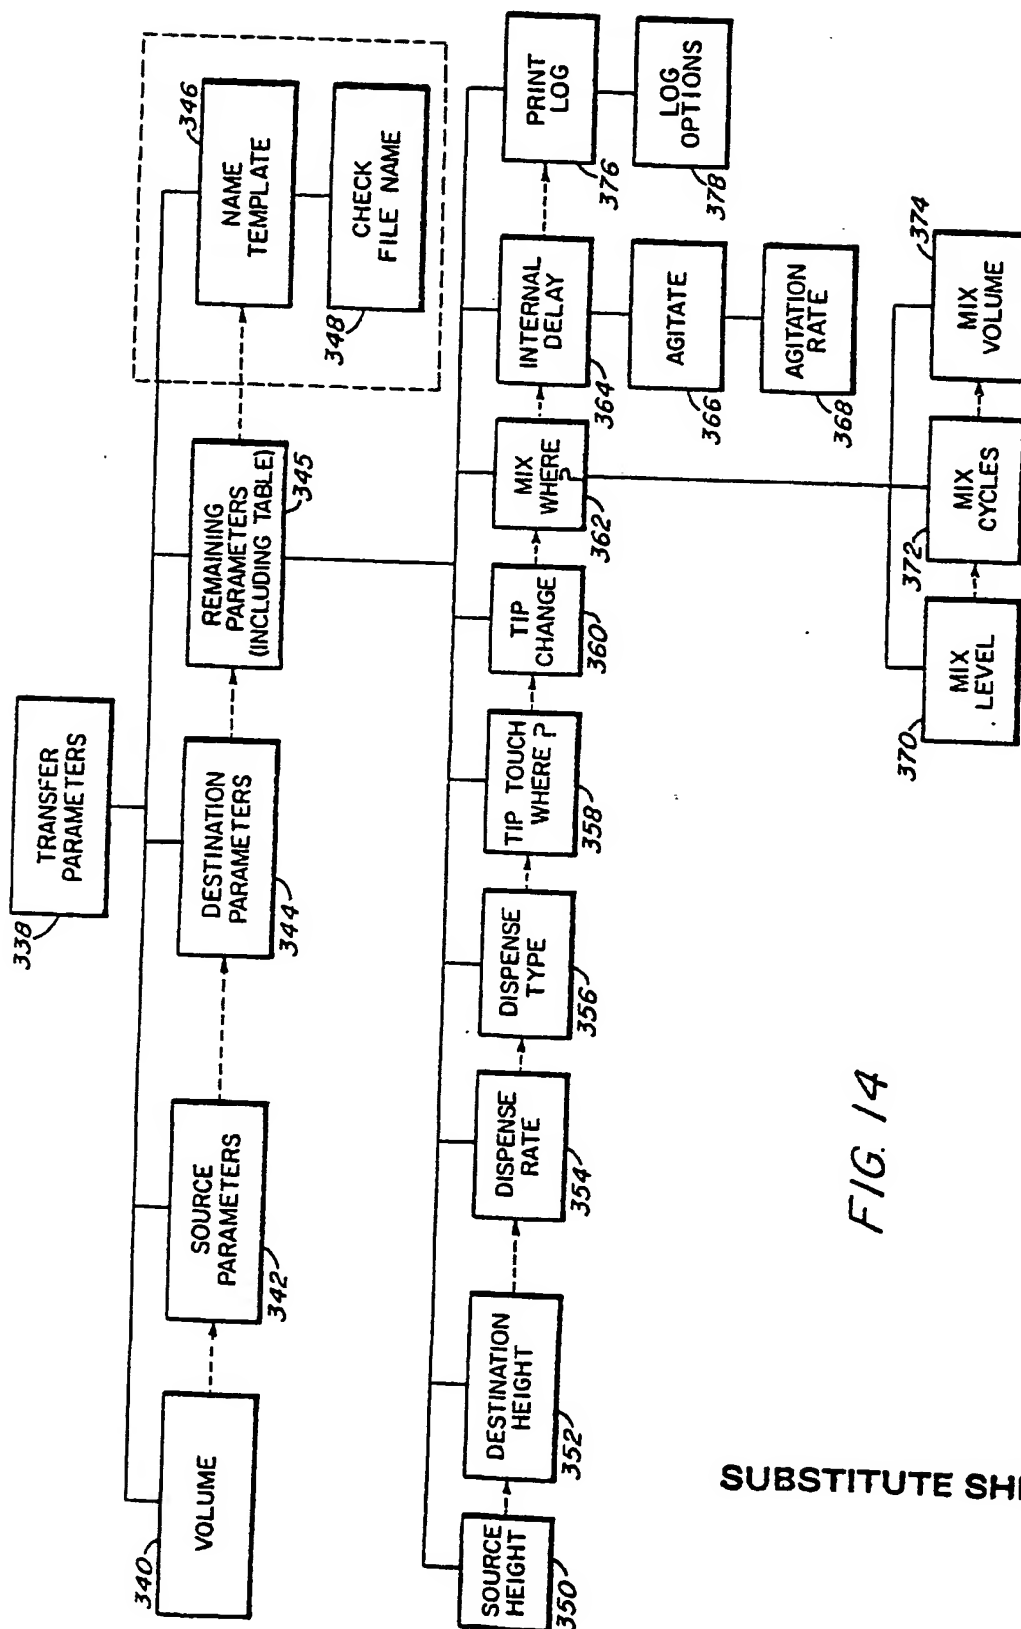 TRANSFER
PARAMETERS
338
VOLUME
340
SOURCE
PARAMETERS
342
DESTINATION
PARAMETERS
344
REMAINING
PARAMETERS
(INCLUDING TABLE)
345
NAME
TEMPLATE
346
CHECK
FILE NAME
348
SOURCE
HEIGHT
350
DESTINATION
HEIGHT
352
DISPENSE
RATE
354
DISPENSE
TYPE
356
TIP TOUCH
WHERE ?
358
TIP
CHANGE
360
MIX
WHERE
?
362
INTERNAL
DELAY
364
PRINT
LOG
376
AGITATE
366
LOG
OPTIONS
378
AGITATION
RATE
368
MIX
LEVEL
370
MIX
CYCLES
372
MIX
VOLUME
374
FIG. 14
SUBSTITUTE